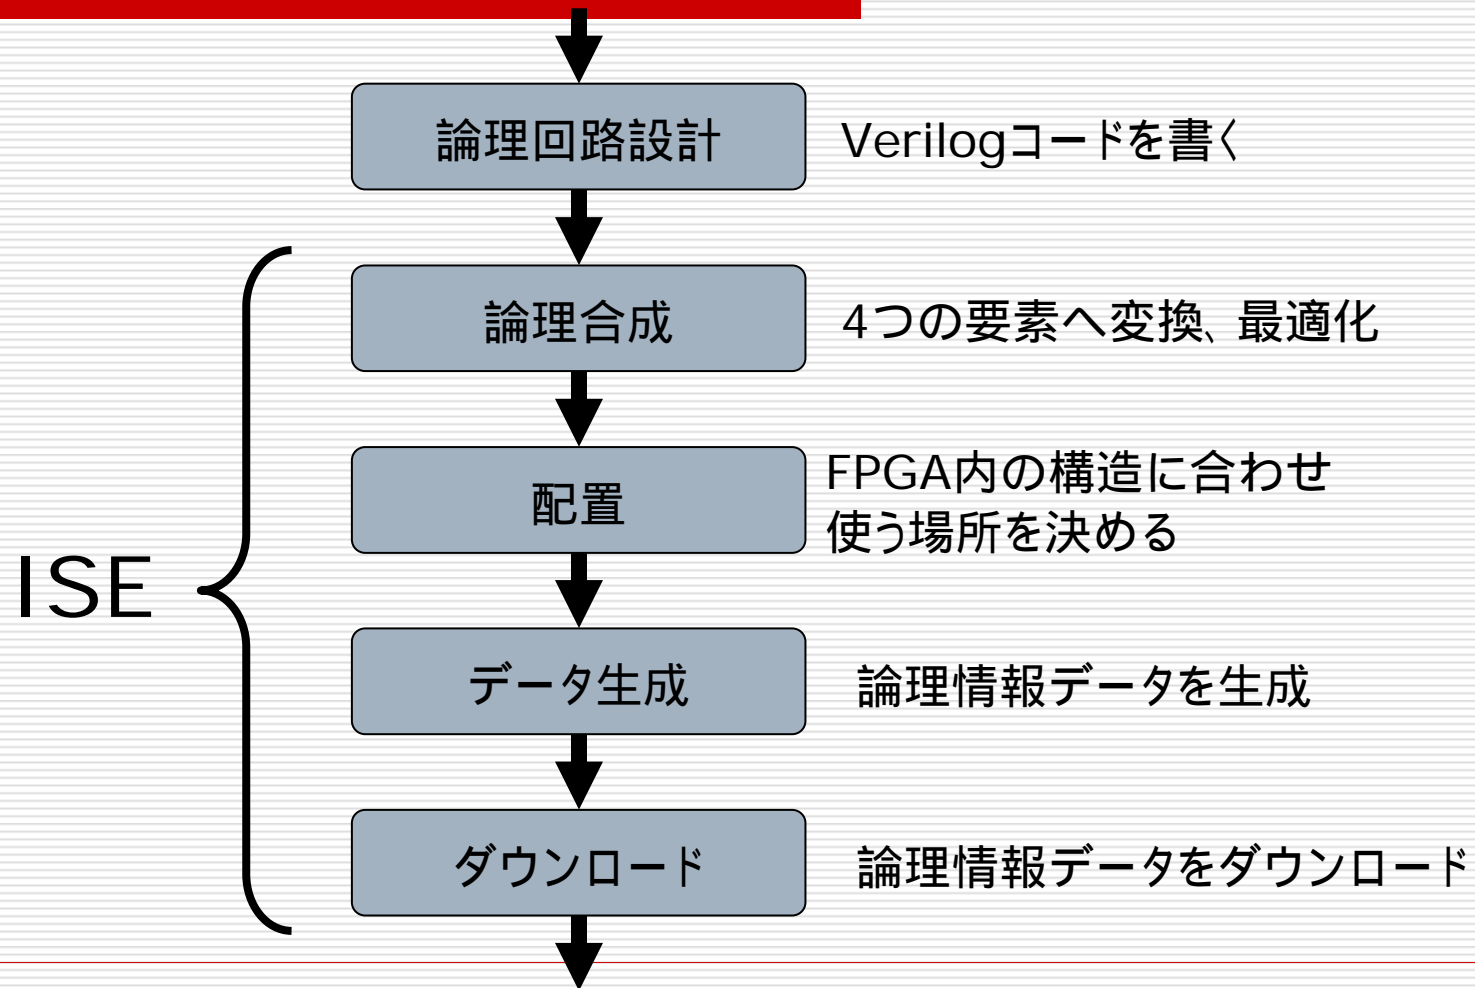 論理回路設計
Verilogコードを書く
論理合成
4つの要素へ変換、最適化
配置
FPGA内の構造に合わせ
使う場所を決める
ISE
データ生成
論理情報データを生成
ダウンロード
論理情報データをダウンロード